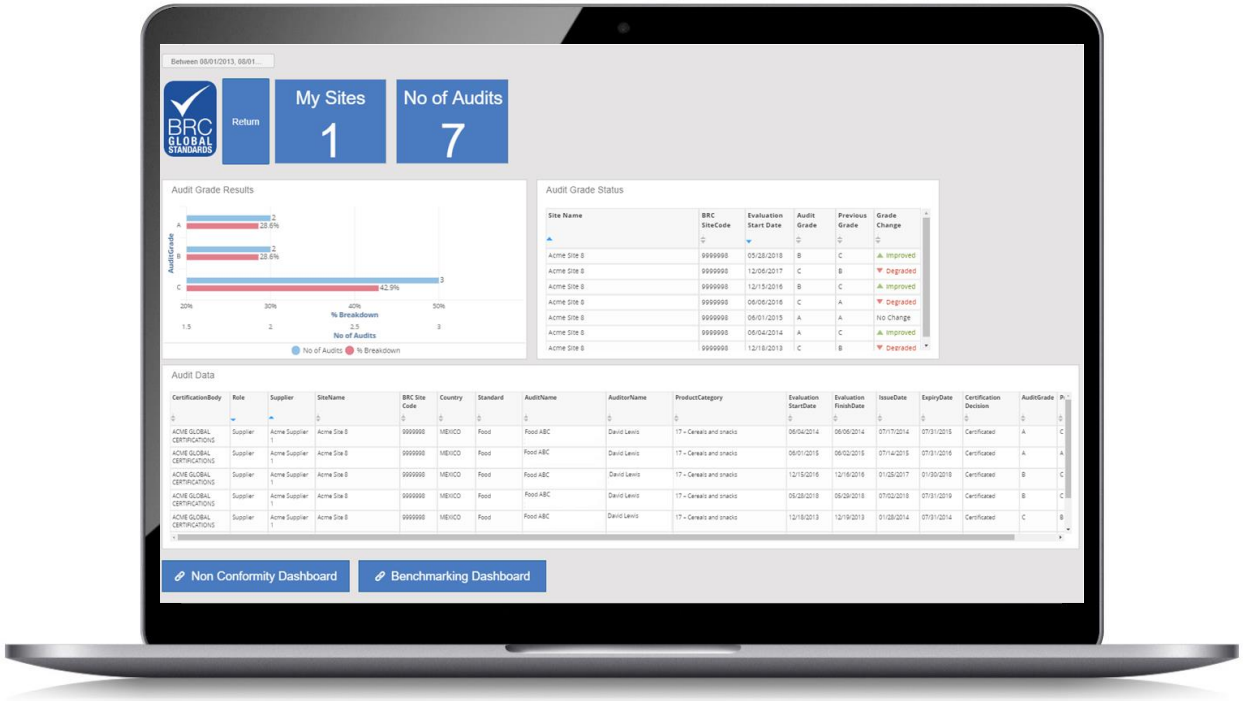 Between 08/01/2013, 08/01...
BRC
GLOBAL
STANDARDS
Return
My Sites
1
No of Audits
7
Audit Grade Results
AuditGrade
A
2
28.6%
B
2
28.6%
C
3
42.9%
20% 30% 40% 50%
% Breakdown
1.5 2 2.5 3
No of Audits
No of Audits % Breakdown
Audit Grade Status
Site Name BRC SiteCode Evaluation Start Date Audit Grade Previous Grade Grade Change
Acme Site 8 9999998 05/28/2018 B C Improved
Acme Site 8 9999998 12/06/2017 C B Degraded
Acme Site 8 9999998 12/15/2016 B C Improved
Acme Site 8 9999998 06/06/2016 C A Degraded
Acme Site 8 9999998 06/01/2015 A A No Change
Acme Site 8 9999998 06/04/2014 A C Improved
Acme Site 8 9999998 12/18/2013 C B Degraded
Audit Data
CertificationBody Role Supplier SiteName BRC Site Code Country Standard AuditName AuditorName ProductCategory Evaluation StartDate Evaluation FinishDate IssueDate ExpiryDate Certification Decision AuditGrade
ACME GLOBAL CERTIFICATIONS Supplier Acme Supplier 1 Acme Site 8 9999998 MEXICO Food Food ABC David Lewis 17 – Cereals and snacks 06/04/2014 06/06/2014 07/17/2014 07/31/2015 Certificated A C
ACME GLOBAL CERTIFICATIONS Supplier Acme Supplier 1 Acme Site 8 9999998 MEXICO Food Food ABC David Lewis 17 – Cereals and snacks 06/01/2015 06/02/2015 07/14/2015 07/31/2016 Certificated A A
ACME GLOBAL CERTIFICATIONS Supplier Acme Supplier 1 Acme Site 8 9999998 MEXICO Food Food ABC David Lewis 17 – Cereals and snacks 12/15/2016 12/16/2016 01/25/2017 01/30/2018 Certificated B C
ACME GLOBAL CERTIFICATIONS Supplier Acme Supplier 1 Acme Site 8 9999998 MEXICO Food Food ABC David Lewis 17 – Cereals and snacks 05/28/2018 05/29/2018 07/02/2018 07/31/2019 Certificated B C
ACME GLOBAL CERTIFICATIONS Supplier Acme Supplier 1 Acme Site 8 9999998 MEXICO Food Food ABC David Lewis 17 – Cereals and snacks 12/18/2013 12/19/2013 01/28/2014 07/31/2014 Certificated C B
Non Conformity Dashboard
Benchmarking Dashboard